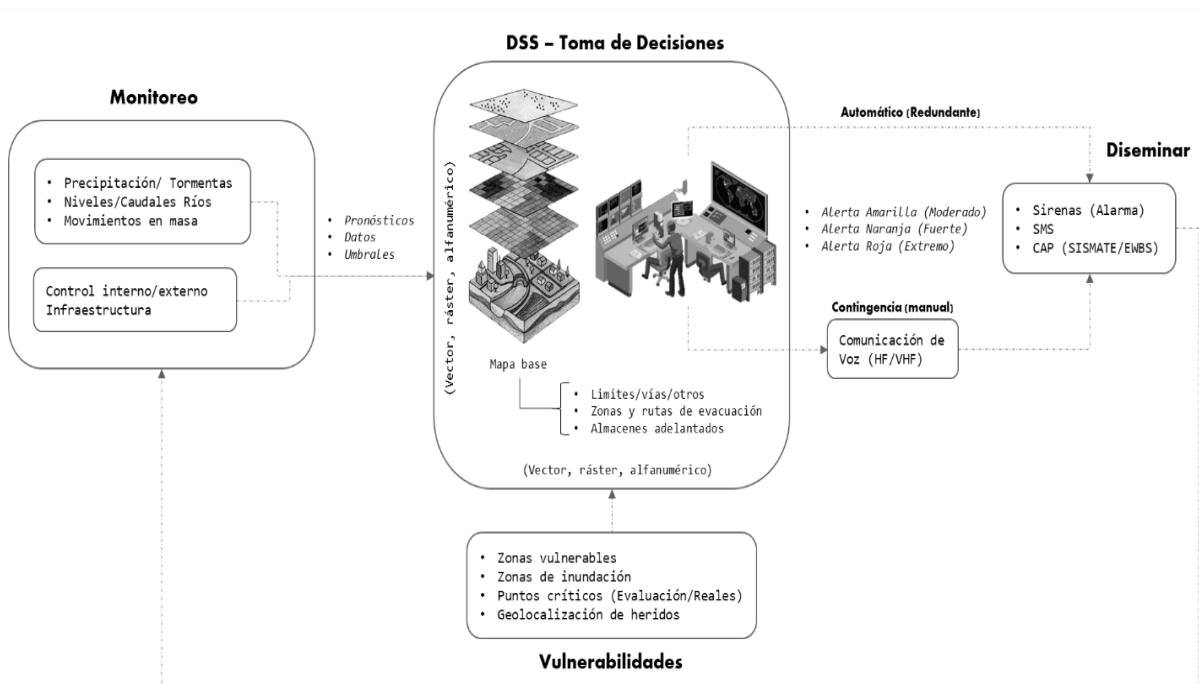 DSS – Toma de Decisiones
Monitoreo
• Precipitación/ Tormentas
• Niveles/Caudales Ríos
• Movimientos en masa
Control interno/externo
Infraestructura
• Pronósticos
• Datos
• Umbrales
(Vector, ráster, alfanumérico)
Mapa base
• Limites/vías/otros
• Zonas y rutas de evacuación
• Almacenes adelantados
(Vector, ráster, alfanumérico)
Automático (Redundante)
• Alerta Amarilla (Moderado)
• Alerta Naranja (Fuerte)
• Alerta Roja (Extremo)
Contingencia (manual)
Comunicación de
Voz (HF/VHF)
Diseminar
• Sirenas (Alarma)
• SMS
• CAP (SISMATE/EWBS)
• Zonas vulnerables
• Zonas de inundación
• Puntos críticos (Evaluación/Reales)
• Geolocalización de heridos
Vulnerabilidades